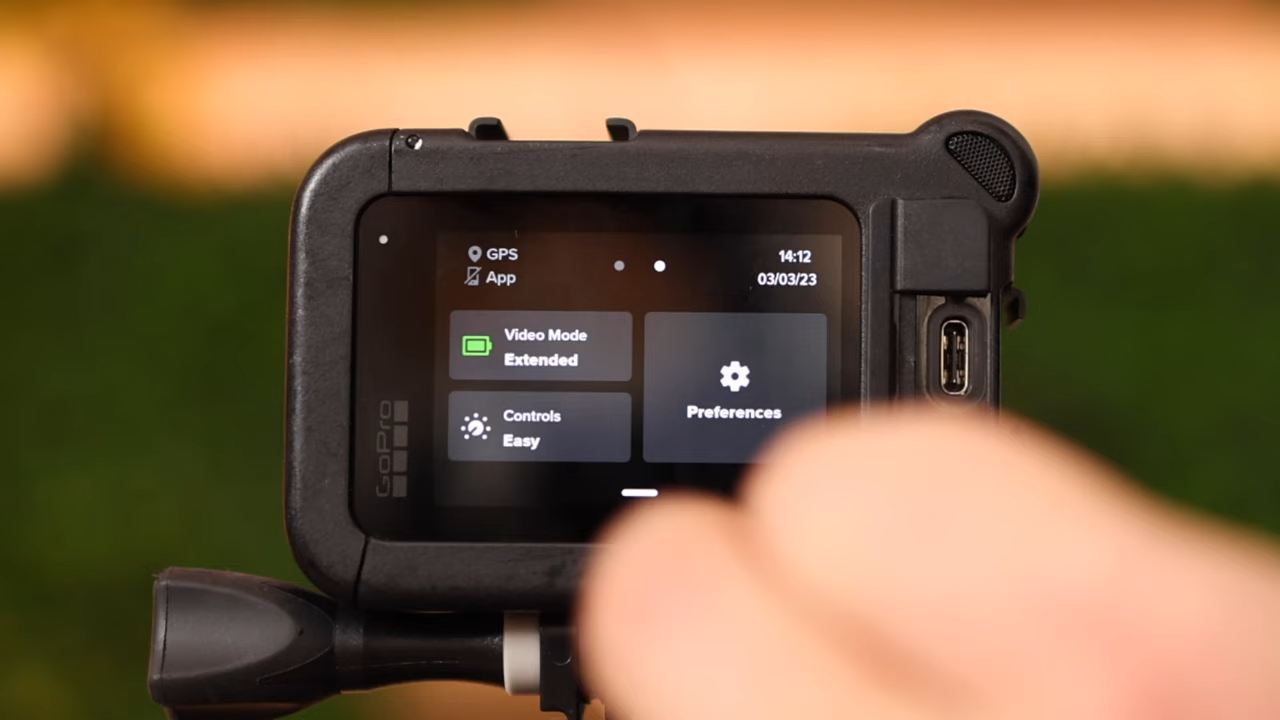 GPS
14:12
App
03/03/23
Video Mode
Extended
Preferences
Controls
Easy
GoPro